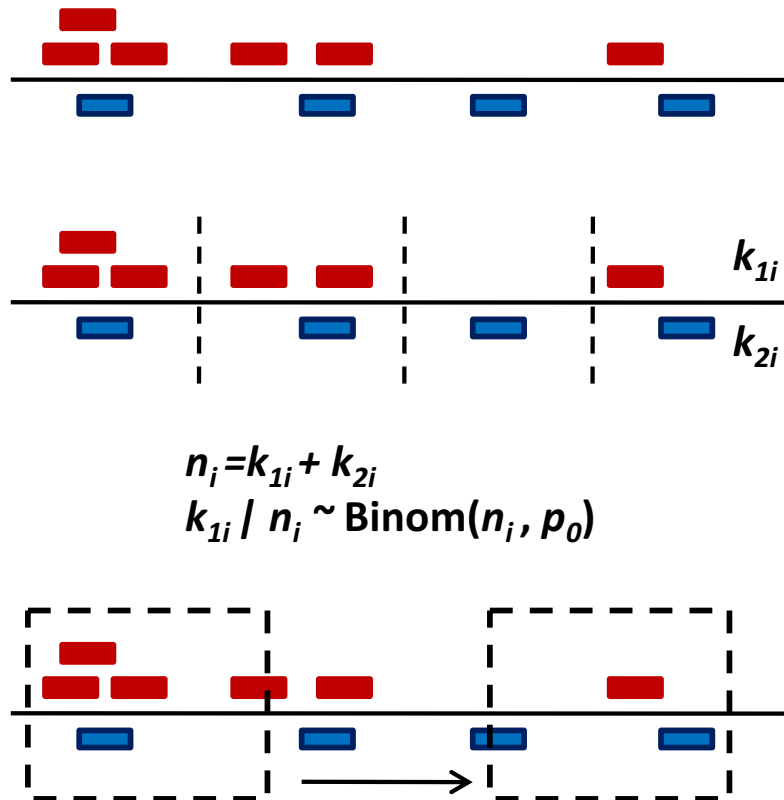 k1i
k2i
ni =k1i + k2i
k1i | ni ~ Binom(ni , p0)